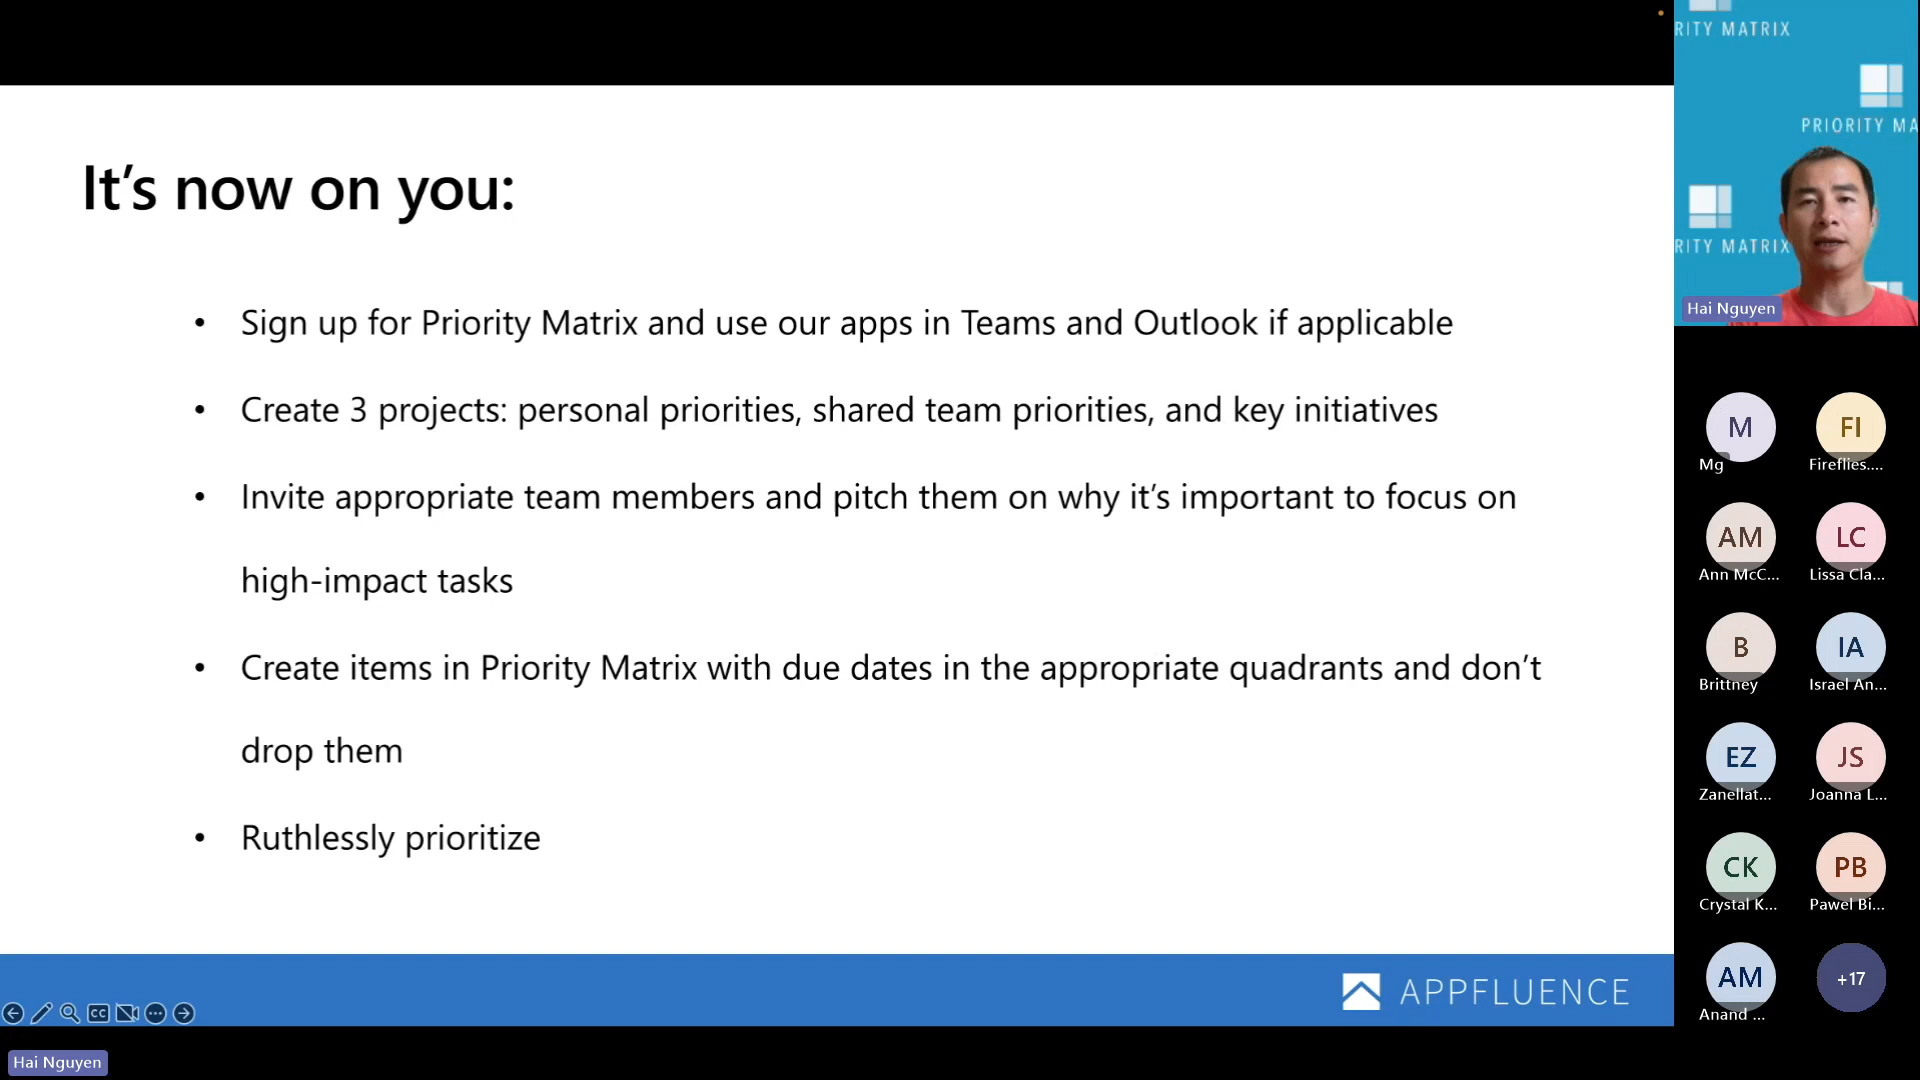 It's now on you:
• Sign up for Priority Matrix and use our apps in Teams and Outlook if applicable
• Create 3 projects: personal priorities, shared team priorities, and key initiatives
• Invite appropriate team members and pitch them on why it's important to focus on
high-impact tasks
• Create items in Priority Matrix with due dates in the appropriate quadrants and don't
drop them
• Ruthlessly prioritize
APPFLUENCE
CC
Hai Nguyen
RITY MATRIX
PRIORITY MA
RITY MATRIX
Hai Nguyen
M
Mg
FI
Fireflies....
AM
Ann McC...
LC
Lissa Cla...
B
Brittney
IA
Israel An...
EZ
Zanellat...
JS
Joanna L...
CK
Crystal K...
PB
Pawel Bi...
AM
Anand ...
+17